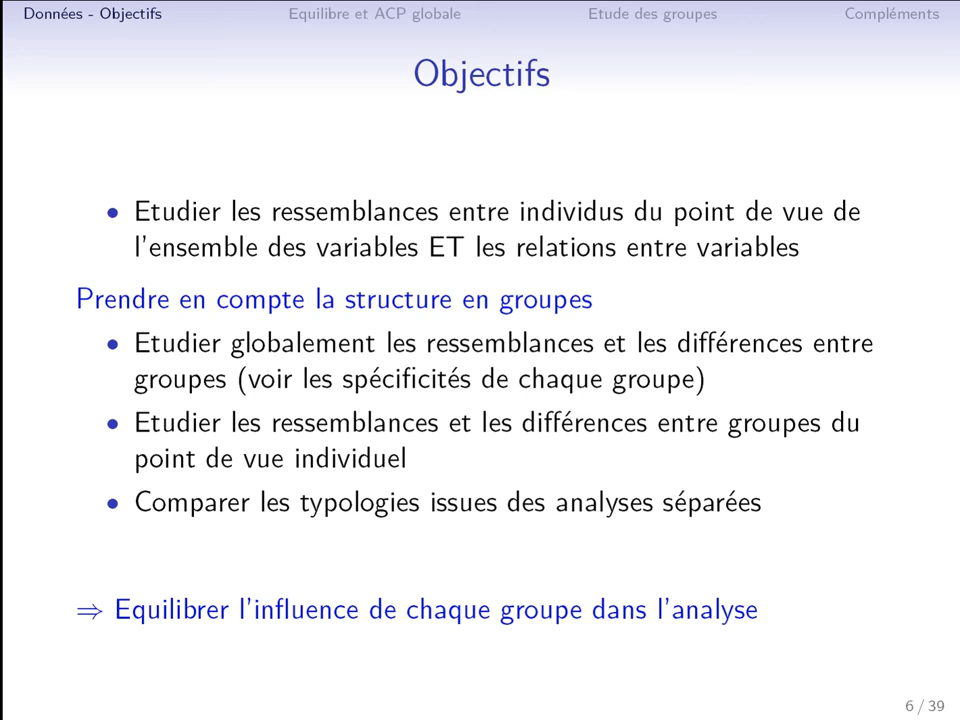 Données - Objectifs Equilibre et ACP globale Etude des groupes Compléments
Objectifs
• Etudier les ressemblances entre individus du point de vue de
l'ensemble des variables ET les relations entre variables
Prendre en compte la structure en groupes
• Etudier globalement les ressemblances et les différences entre
groupes (voir les spécificités de chaque groupe)
• Etudier les ressemblances et les différences entre groupes du
point de vue individuel
• Comparer les typologies issues des analyses séparées
⇒ Equilibrer l'influence de chaque groupe dans l'analyse
6 / 39